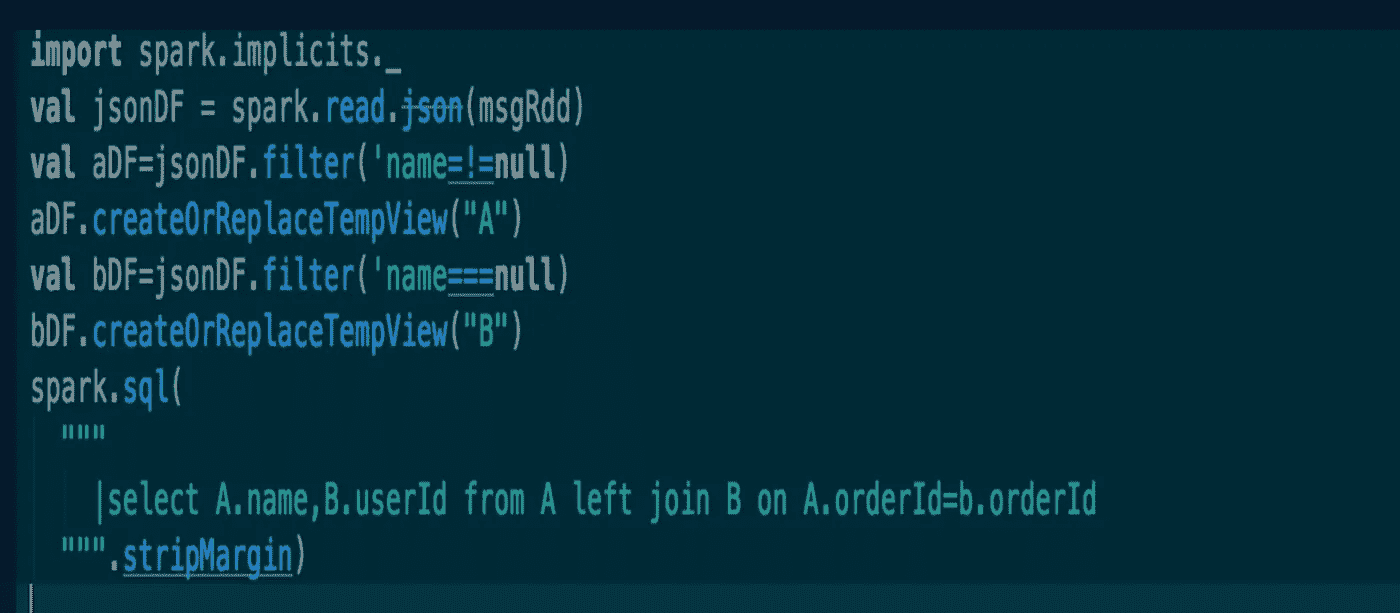 import spark.implicits._
val jsonDF = spark.read.json(msgRdd)
val aDF=jsonDF.filter('name=!=null)
aDF.createOrReplaceTempView("A")
val bDF=jsonDF.filter('name===null)
bDF.createOrReplaceTempView("B")
spark.sql(
"""
|select A.name,B.userId from A left join B on A.orderId=b.orderId
""".stripMargin)